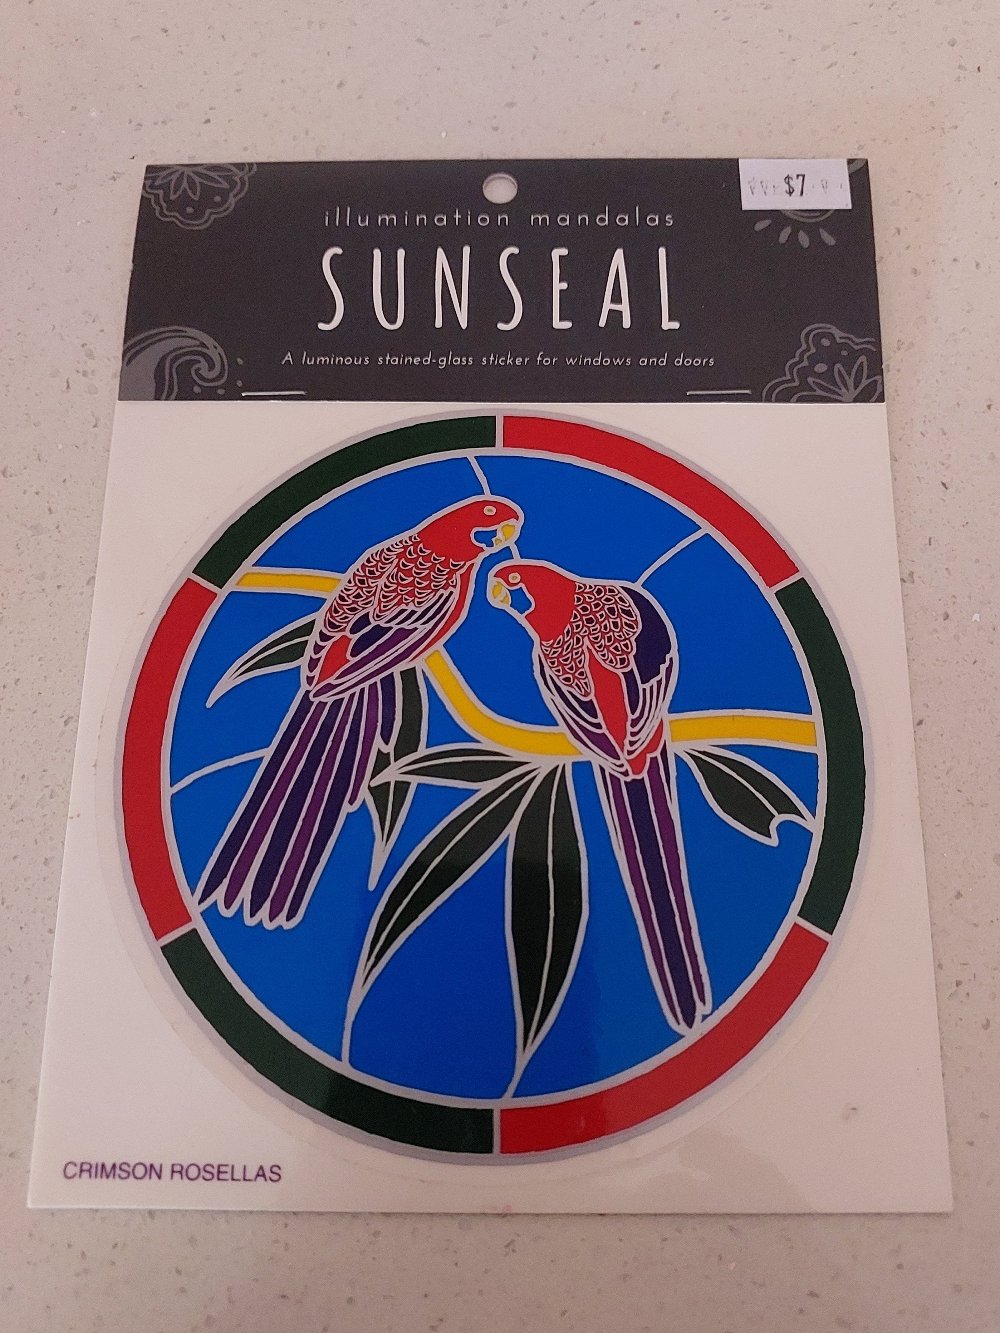 $7
illumination mandalas
SUNSEAL
A luminous stained-glass sticker for windows and doors
CRIMSON ROSELLAS